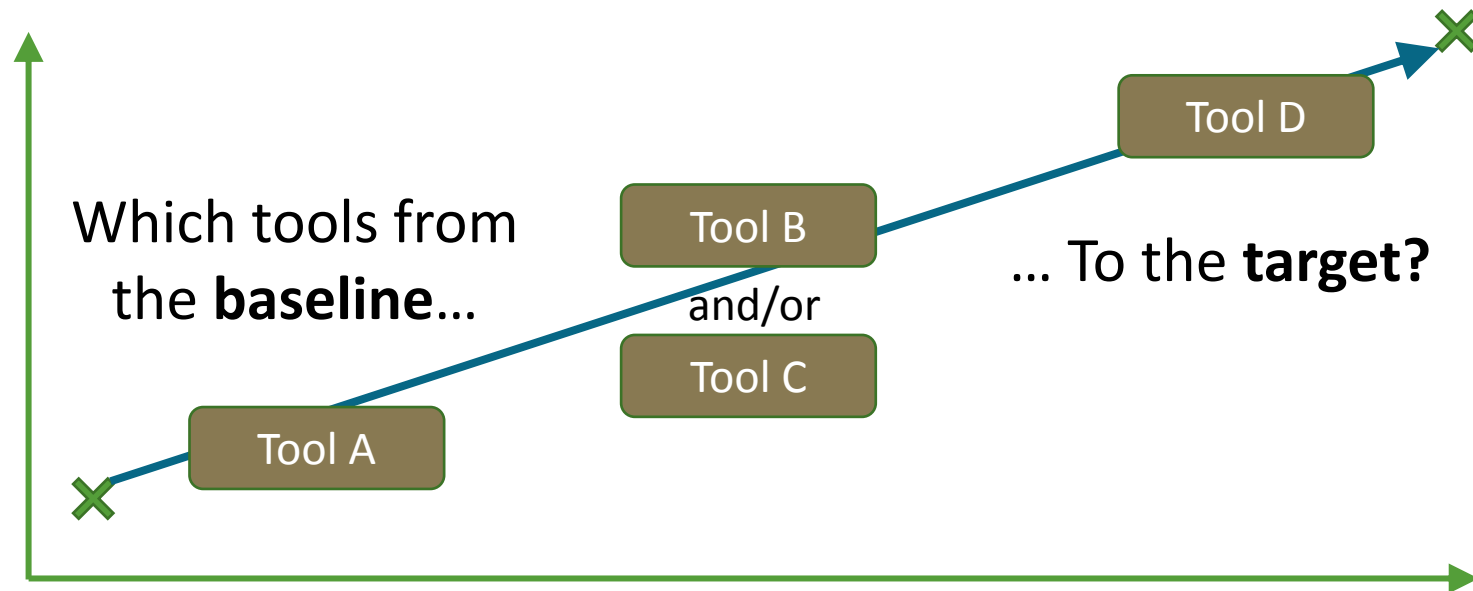 Which tools from
the baseline…
Tool A
Tool B
and/or
Tool C
Tool D
… To the target?